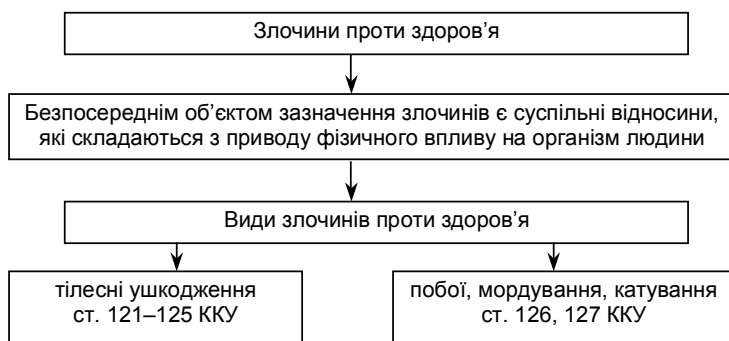 Злочини проти здоров’я
Безпосереднім об’єктом зазначення злочинів є суспільні відносини,
які складаються з приводу фізичного впливу на організм людини
Види злочинів проти здоров’я
тілесні ушкодження
ст. 121–125 ККУ
побої, мордування, катування
ст. 126, 127 ККУ